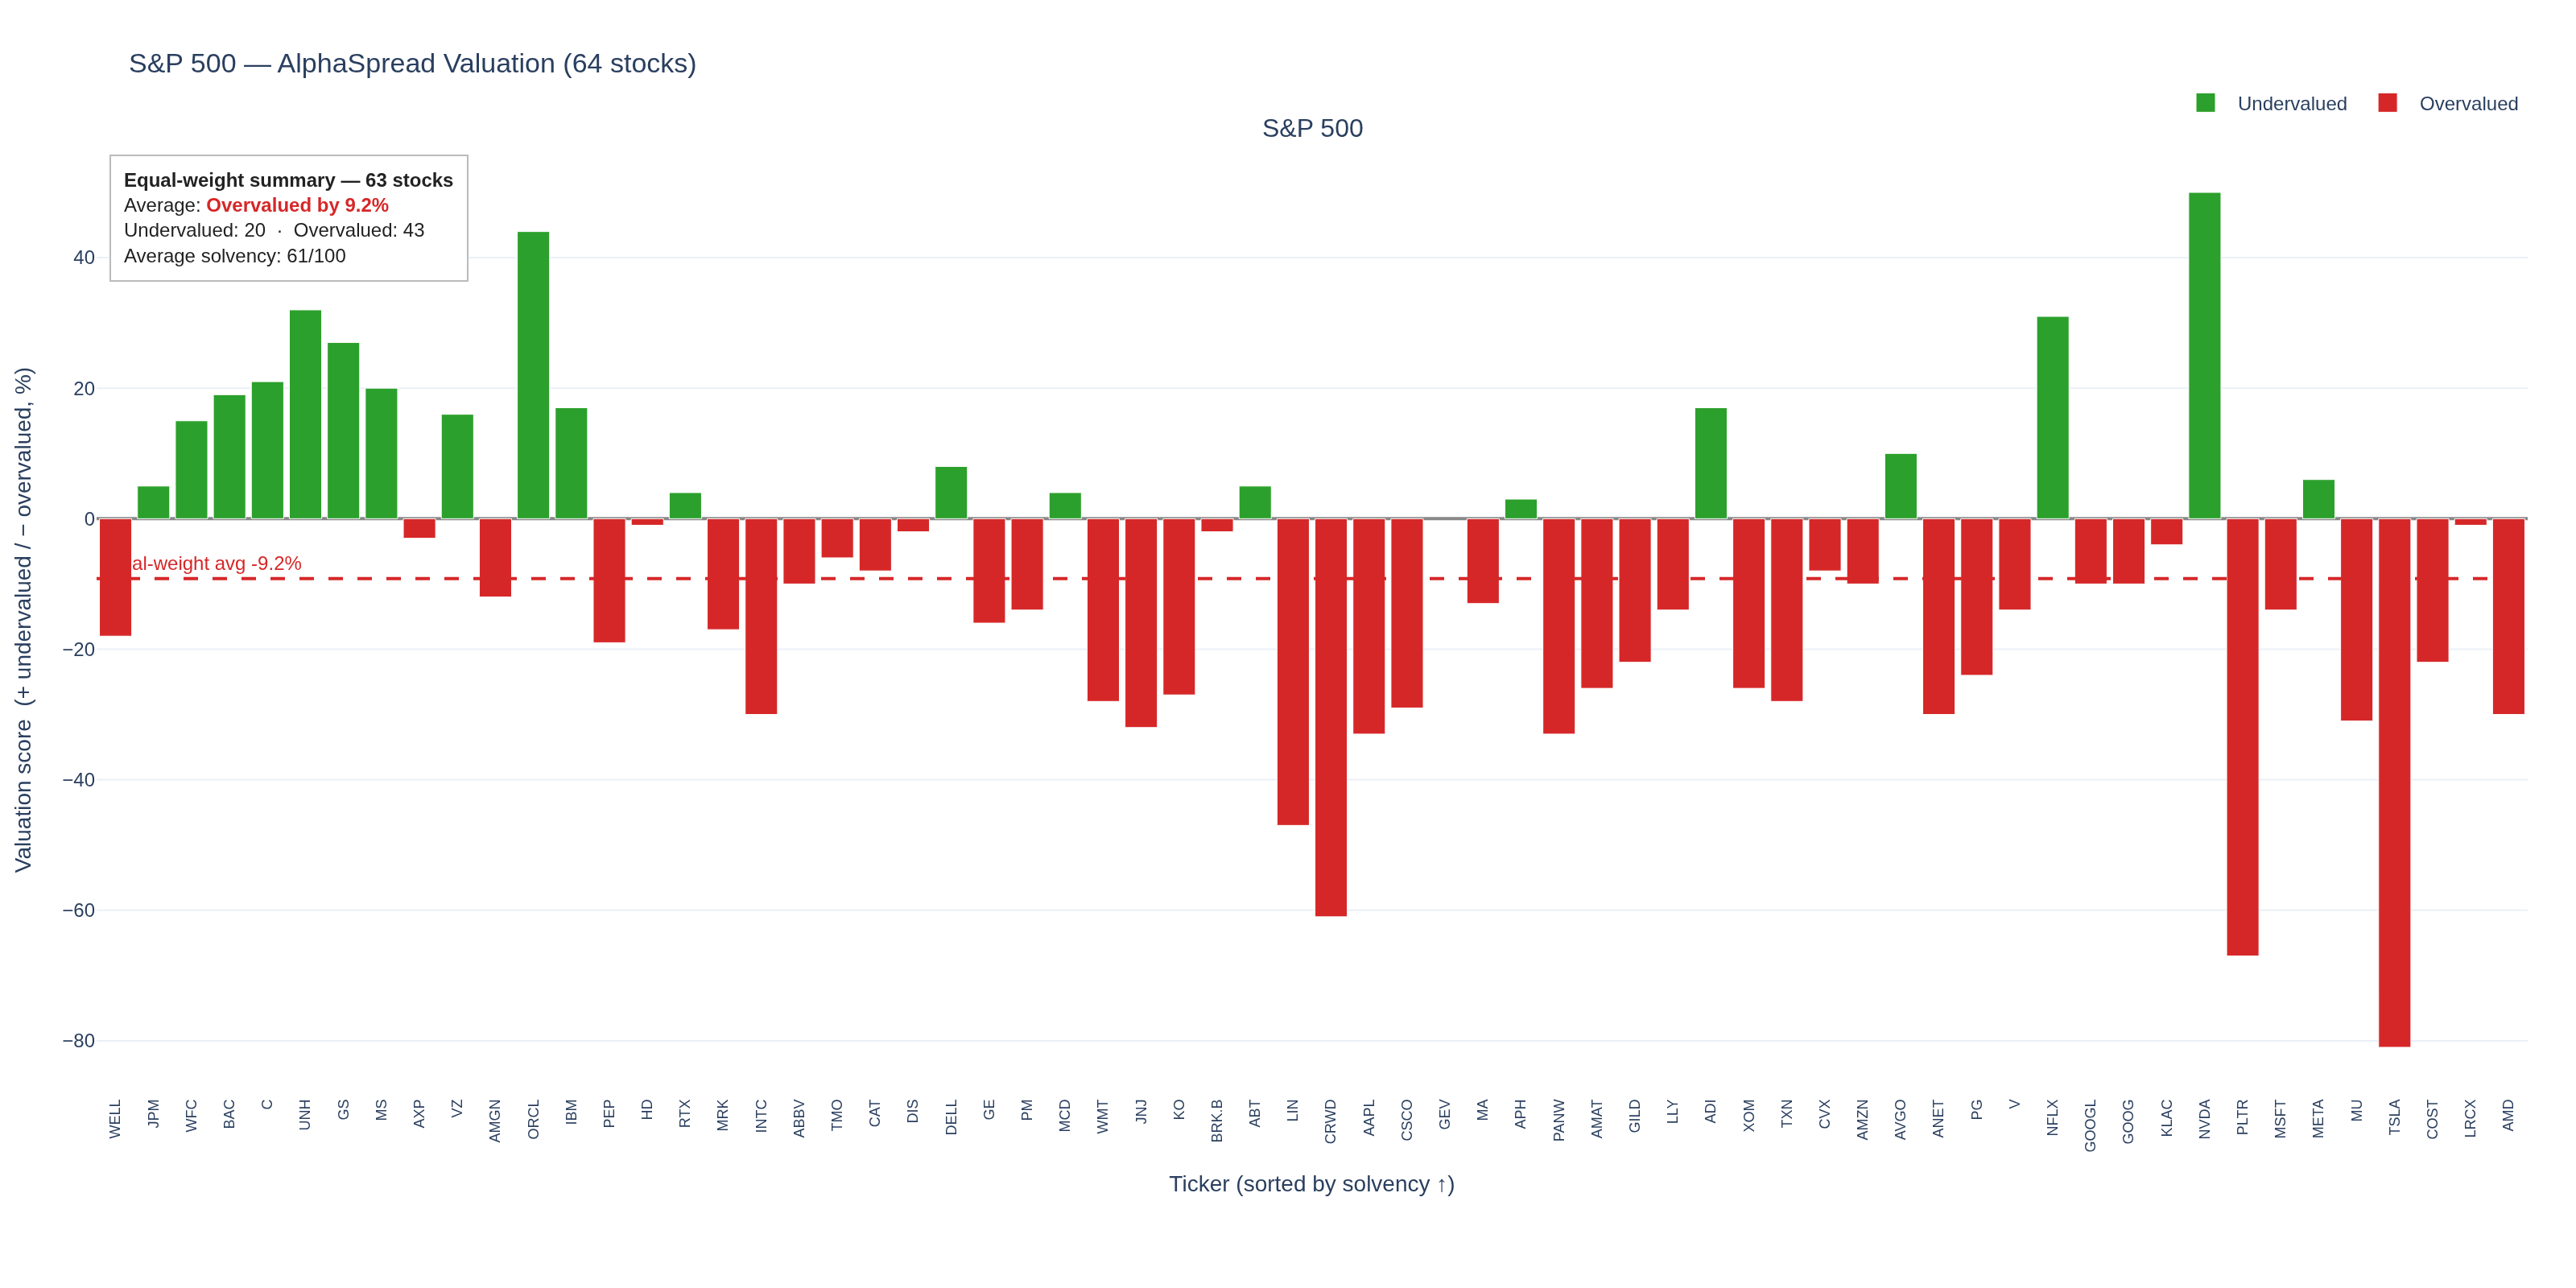 S&P 500 — AlphaSpread Valuation (64 stocks)
Undervalued
Overvalued
S&P 500
Equal-weight summary — 63 stocks
Average: Overvalued by 9.2%
Undervalued: 20 · Overvalued: 43
Average solvency: 61/100
40
20
0
−20
−40
−60
−80
al-weight avg -9.2%
Valuation score (+ undervalued / − overvalued, %)
WELL
JPM
WFC
BAC
C
UNH
GS
MS
AXP
VZ
AMGN
ORCL
IBM
PEP
HD
RTX
MRK
INTC
ABBV
TMO
CAT
DIS
DELL
GE
PM
MCD
WMT
JNJ
KO
BRK.B
ABT
LIN
CRWD
AAPL
CSCO
GEV
MA
APH
PANW
AMAT
GILD
LLY
ADI
XOM
TXN
CVX
AMZN
AVGO
ANET
PG
V
NFLX
GOOGL
GOOG
KLAC
NVDA
PLTR
MSFT
META
MU
TSLA
COST
LRCX
AMD
Ticker (sorted by solvency ↑)